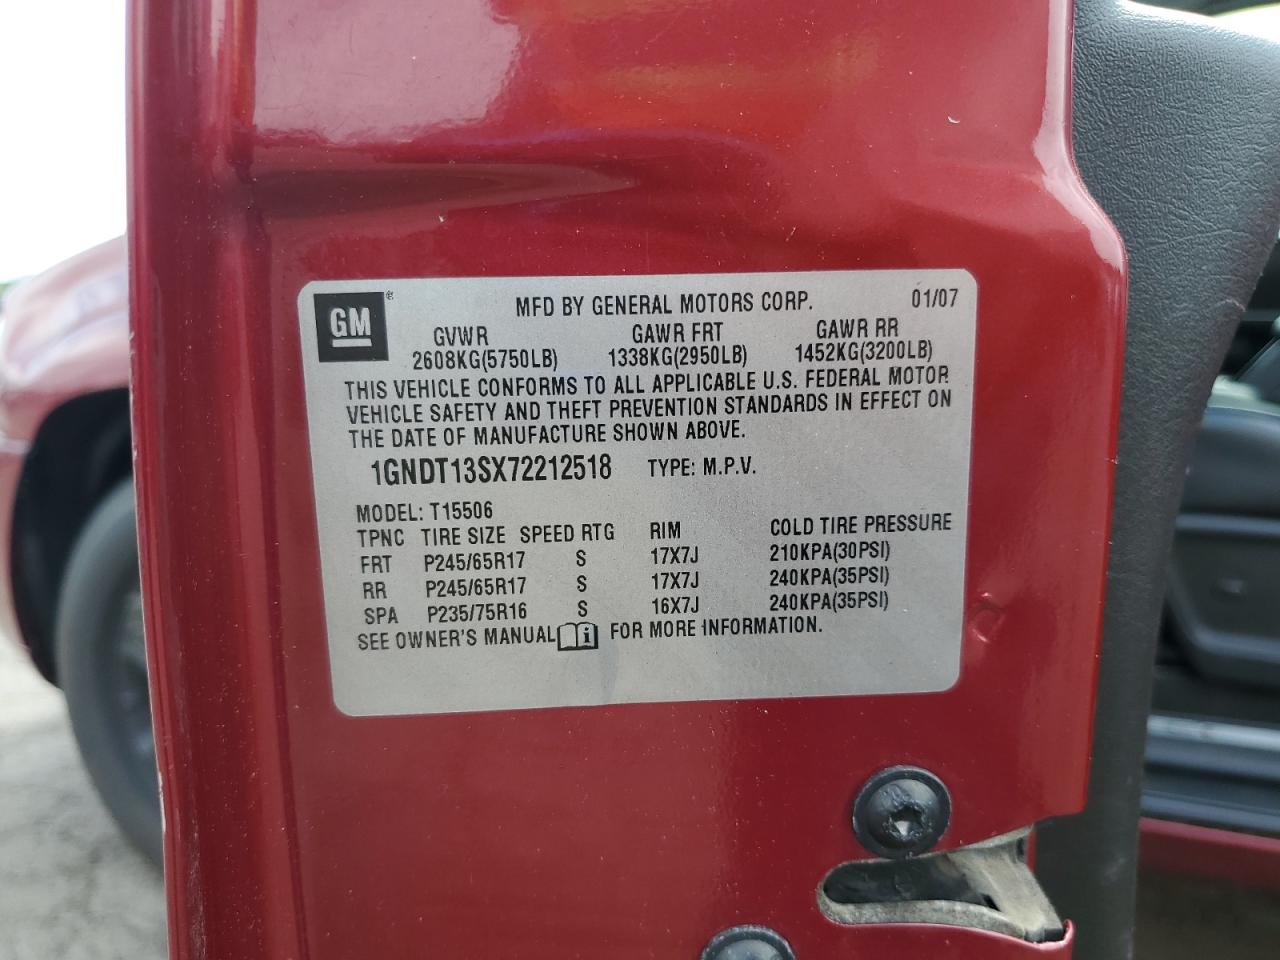 GM® MFD BY GENERAL MOTORS CORP. 01/07
GVWR GAWR FRT GAWR RR
2608KG(5750LB) 1338KG(2950LB) 1452KG(3200LB)
THIS VEHICLE CONFORMS TO ALL APPLICABLE U.S. FEDERAL MOTOR
VEHICLE SAFETY AND THEFT PREVENTION STANDARDS IN EFFECT ON
THE DATE OF MANUFACTURE SHOWN ABOVE.
1GNDT13SX72212518 TYPE: M.P.V.
MODEL: T15506
TPNC TIRE SIZE SPEED RTG RIM COLD TIRE PRESSURE
FRT P245/65R17 S 17X7J 210KPA(30PSI)
RR P245/65R17 S 17X7J 240KPA(35PSI)
SPA P235/75R16 S 16X7J 240KPA(35PSI)
SEE OWNER'S MANUAL i FOR MORE INFORMATION.